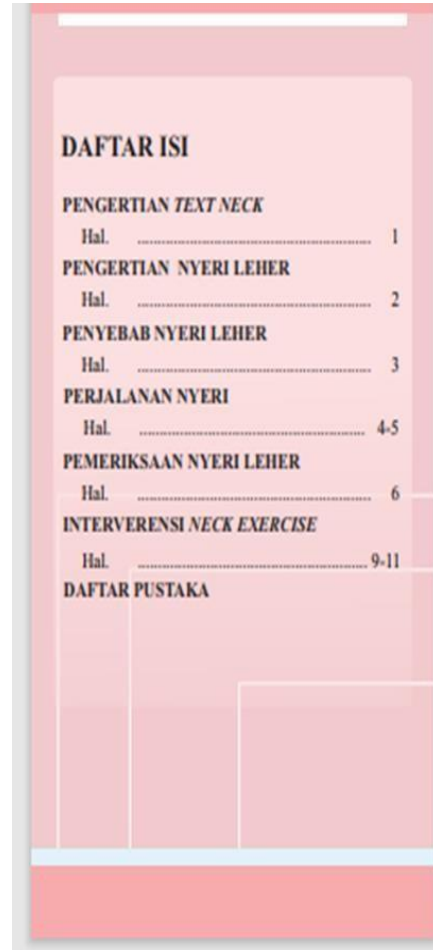 DAFTAR ISI
PENGERTIAN TEXT NECK
Hal. ........................................................ 1
PENGERTIAN NYERI LEHER
Hal. ........................................................ 2
PENYEBAB NYERI LEHER
Hal. ........................................................ 3
PERJALANAN NYERI
Hal. ........................................................ 4-5
PEMERIKSAAN NYERI LEHER
Hal. ........................................................ 6
INTERVERENSI NECK EXERCISE
Hal. ........................................................ 9-11
DAFTAR PUSTAKA